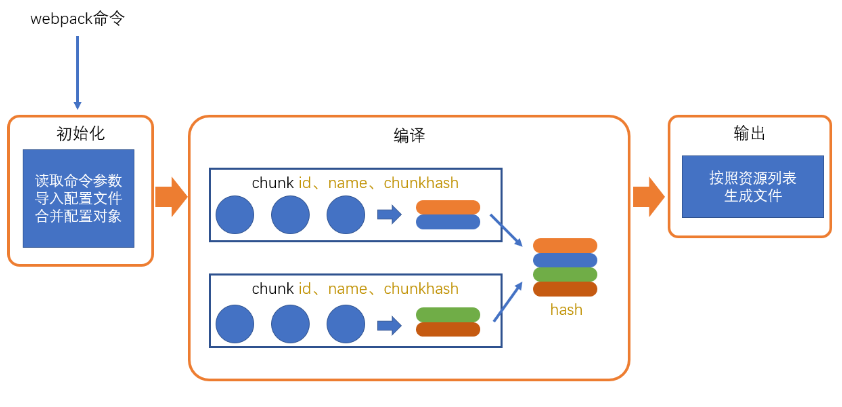 webpack命令
初始化
读取命令参数
导入配置文件
合并配置对象
编译
chunk id、name、chunkhash
chunk id、name、chunkhash
hash
输出
按照资源列表
生成文件